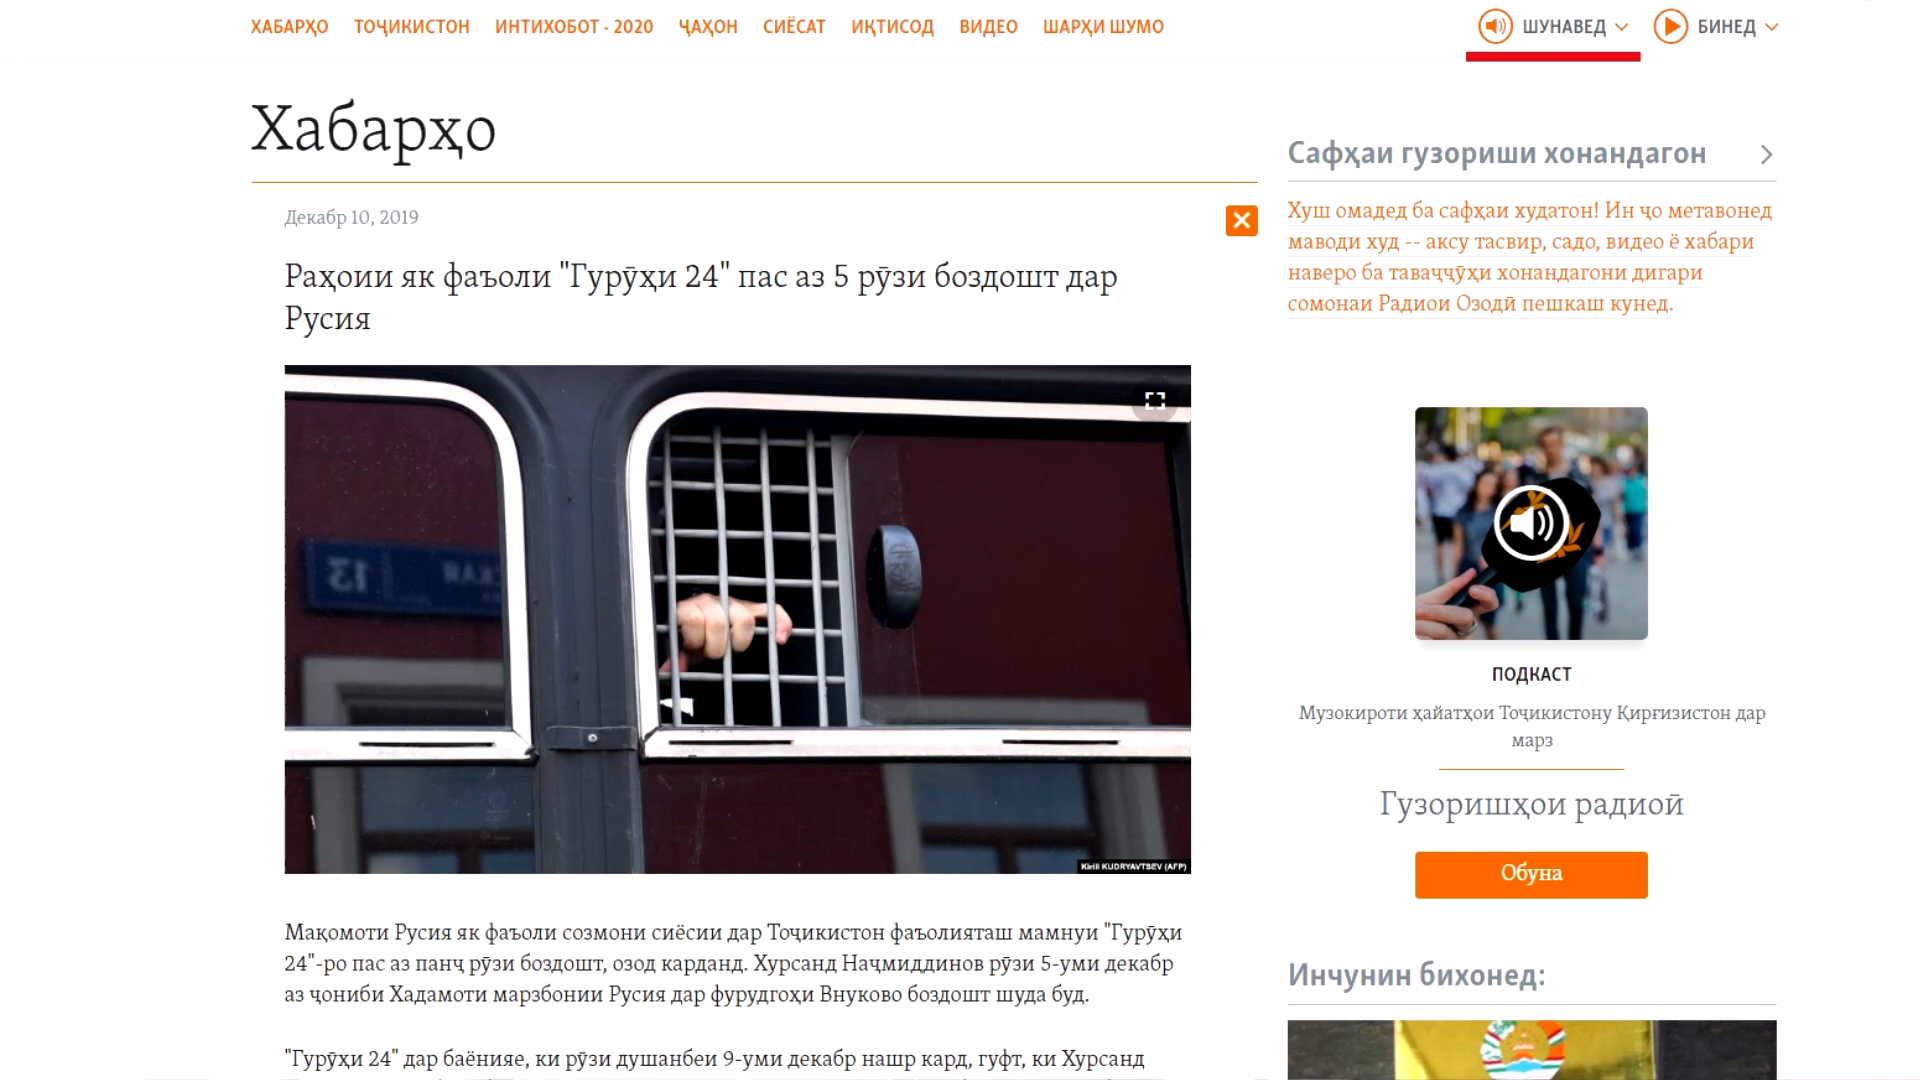 ХАБАРҲО ТОҶИКИСТОН ИНТИХОБОТ - 2020 ҶАҲОН СИЁСАТ ИҚТИСОД ВИДЕО ШАРҲИ ШУМО ШУНАВЕД БИНЕД
Хабарҳо
Декабр 10, 2019
Раҳоии як фаъоли "Гурӯҳи 24" пас аз 5 рӯзи боздошт дар
Русия
13
Kirill KUDRYAVTSEV (AFP)
Мақомоти Русия як фаъоли созмони сиёсии дар Тоҷикистон фаъолияташ мамнуи "Гурӯҳи
24"-ро пас аз панҷ рӯзи боздошт, озод карданд. Хурсанд Наҷмиддинов рӯзи 5-уми декабр
аз ҷониби Хадамоти марзбонии Русия дар фурудгоҳи Внуково боздошт шуда буд.
"Гурӯҳи 24" дар баёнияе, ки рӯзи душанбеи 9-уми декабр нашр кард, гуфт, ки Хурсанд
Сафҳаи гузориши хонандагон
Хуш омадед ба сафҳаи худатон! Ин ҷо метавонед
маводи худ -- аксу тасвир, садо, видео ё хабари
наверо ба таваҷҷӯҳи хонандагони дигари
сомонаи Радиои Озодӣ пешкаш кунед.
ПОДКАСТ
Музокироти ҳайатҳои Тоҷикистону Қирғизистон дар
марз
Гузоришҳои радиоӣ
Обуна
Инчунин бихонед: